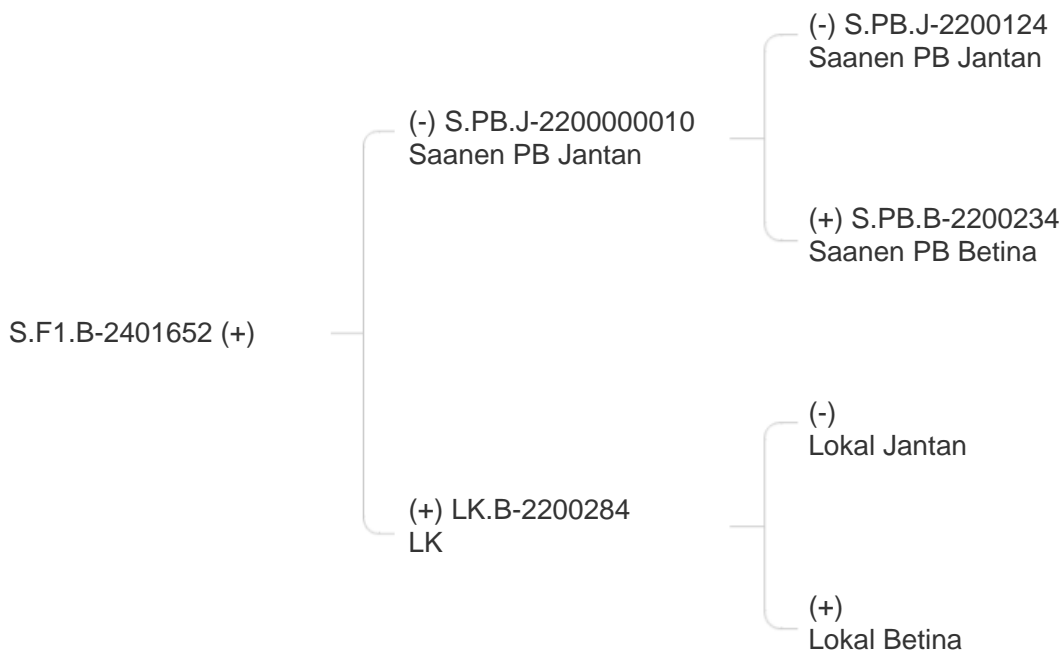 (-) S.PB.J-2200124
Saanen PB Jantan
(-) S.PB.J-2200000010
Saanen PB Jantan
(+) S.PB.B-2200234
Saanen PB Betina
S.F1.B-2401652 (+)
(-)
Lokal Jantan
(+) LK.B-2200284
LK
(+)
Lokal Betina